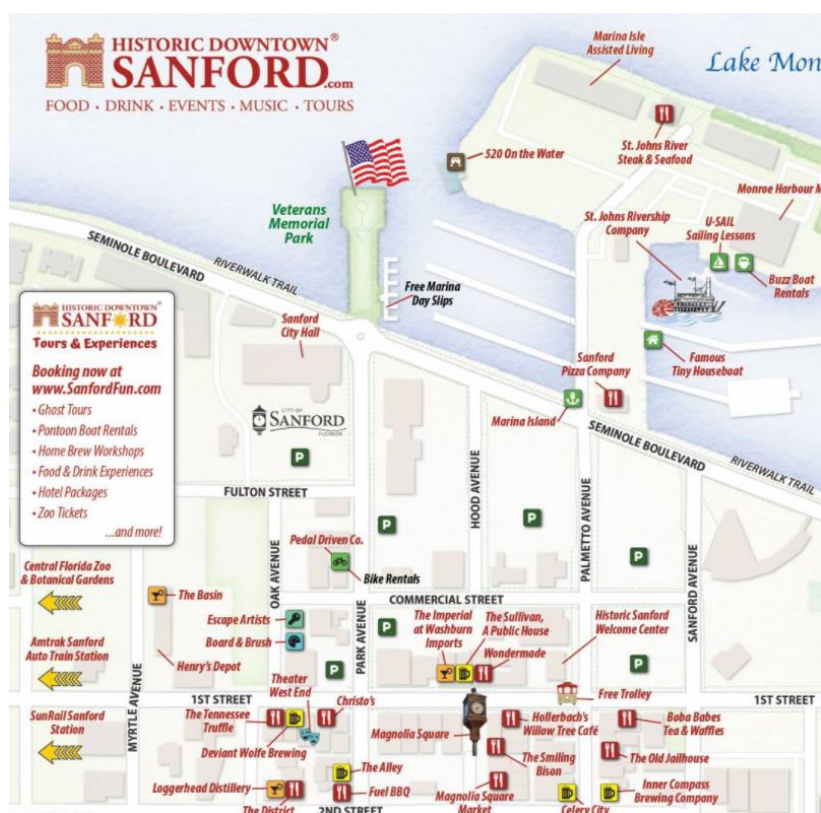 HISTORIC DOWNTOWN®
SANFORD.com
FOOD • DRINK • EVENTS • MUSIC • TOURS
Marina Isle
Assisted Living
Lake Mon
520 On the Water
St. Johns River
Steak & Seafood
Monroe Harbour M
Veterans
Memorial
Park
St. Johns Rivership
Company
U-SAIL
Sailing Lessons
Buzz Boat
Rentals
SEMINOLE BOULEVARD
RIVERWALK TRAIL
Free Marina
Day Slips
HISTORIC DOWNTOWN
SANFORD
Tours & Experiences
Booking now at
www.SanfordFun.com
• Ghost Tours
• Pontoon Boat Rentals
• Home Brew Workshops
• Food & Drink Experiences
• Hotel Packages
• Zoo Tickets
...and more!
Sanford
City Hall
CITY OF
SANFORD
FLORIDA
P
Sanford
Pizza Company
Famous
Tiny Houseboat
Marina Island
SEMINOLE BOULEVARD
RIVERWALK TRAIL
FULTON STREET
HOOD AVENUE
PALMETTO AVENUE
SANFORD AVENUE
P
P
P
Pedal Driven Co.
Bike Rentals
OAK AVENUE
PARK AVENUE
MYRTLE AVENUE
COMMERCIAL STREET
Central Florida Zoo
& Botanical Gardens
The Basin
Escape Artists
Board & Brush
Amtrak Sanford
Auto Train Station
Henry's Depot
P
P
P
The Imperial
at Washburn
Imports
The Sullivan,
A Public House
Wondermade
Historic Sanford
Welcome Center
Theater
West End
Free Trolley
1ST STREET
1ST STREET
SunRail Sanford
Station
The Tennessee
Truffle
Christo's
Deviant Wolfe Brewing
Magnolia Square
Hollerbach's
Willow Tree Café
Boba Babes
Tea & Waffles
The Smiling
Bison
The Old Jailhouse
The Alley
Loggerhead Distillery
Fuel BBQ
The District
2ND STREET
Magnolia Square
Market
Celery City
Inner Compass
Brewing Company